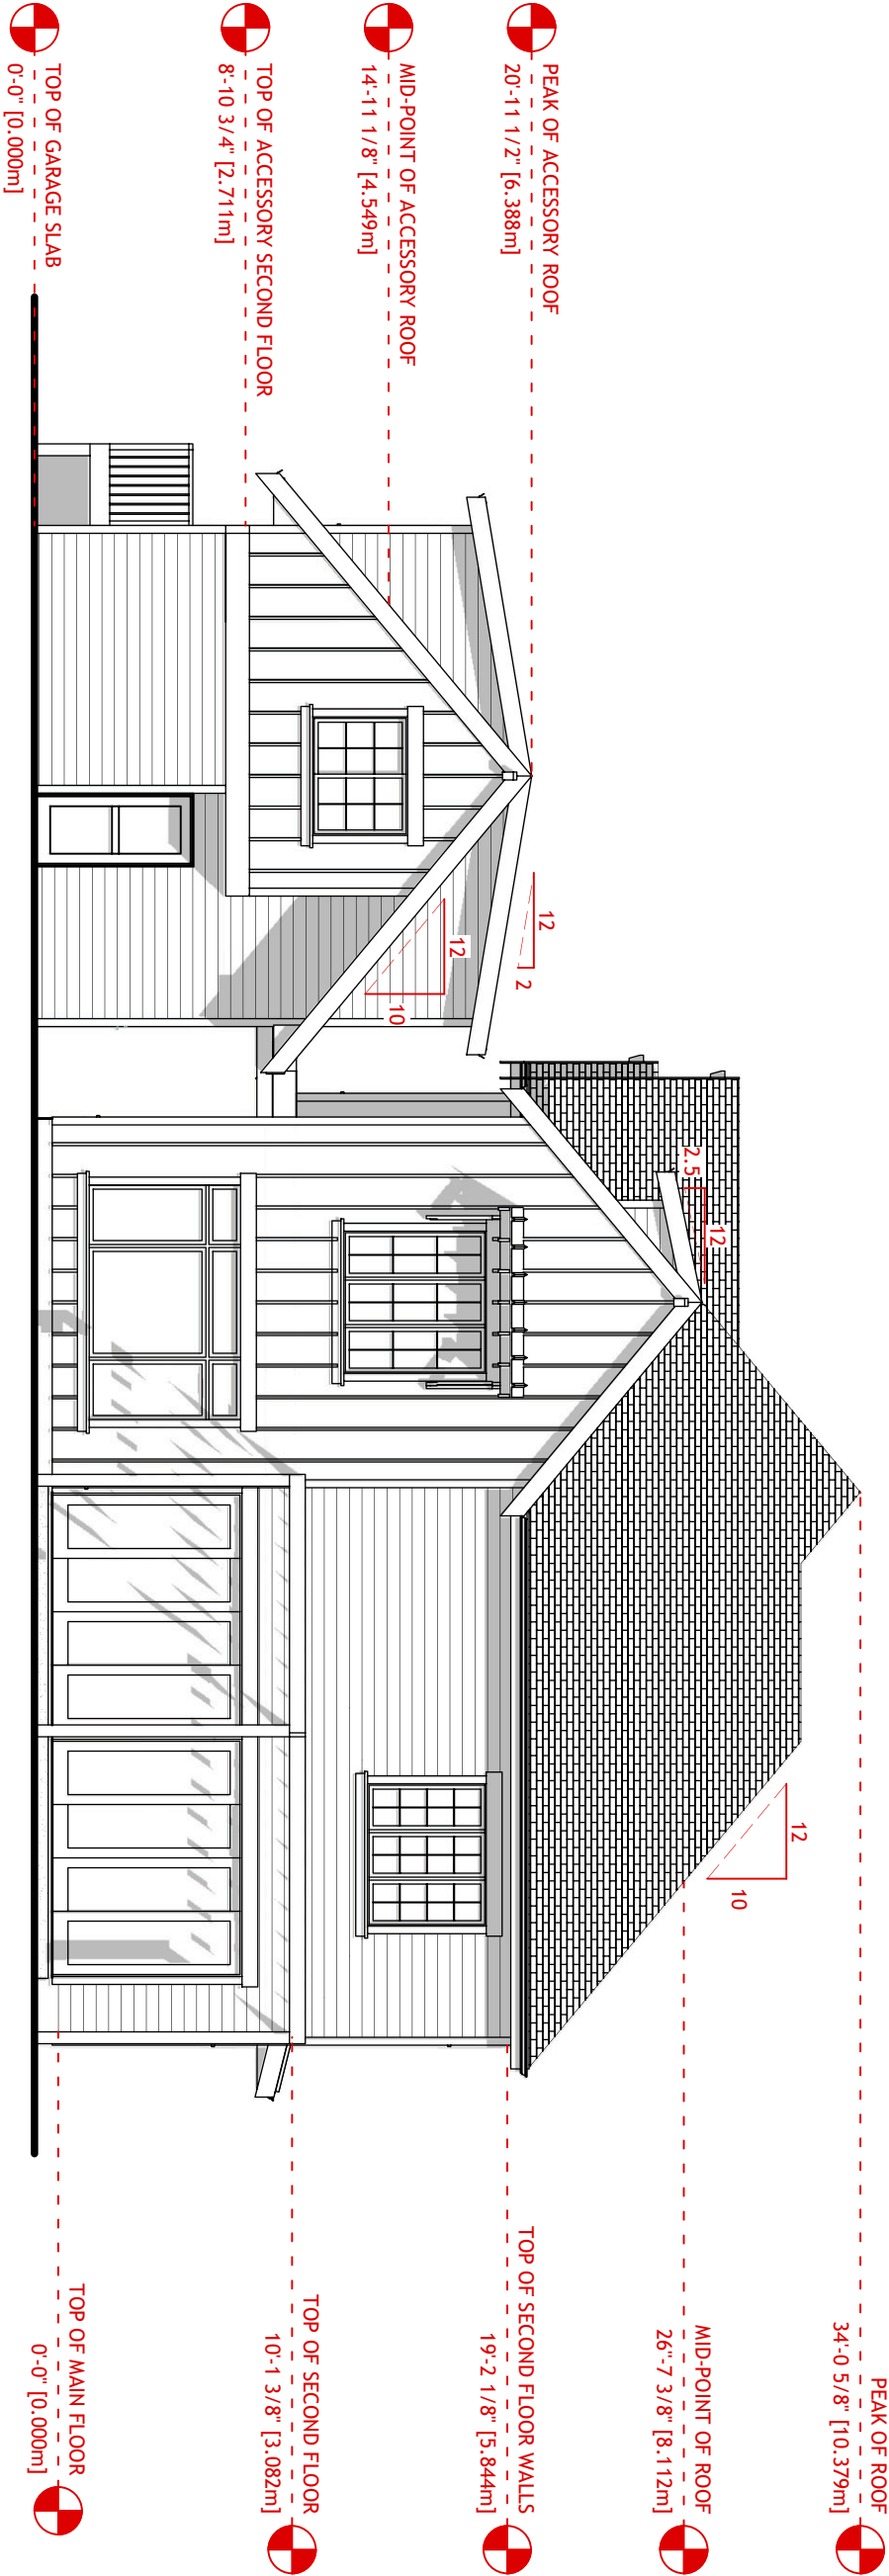 PEAK OF ROOF
34'-0 5/8" [10.379m]
MID-POINT OF ROOF
26'-7 3/8" [8.112m]
TOP OF SECOND FLOOR WALLS
19'-2 1/8" [5.844m]
TOP OF SECOND FLOOR
10'-1 3/8" [3.082m]
TOP OF MAIN FLOOR
0'-0" [0.000m]
PEAK OF ACCESSORY ROOF
20'-11 1/2" [6.388m]
MID-POINT OF ACCESSORY ROOF
14'-11 1/8" [4.549m]
TOP OF ACCESSORY SECOND FLOOR
8'-10 3/4" [2.711m]
TOP OF GARAGE SLAB
0'-0" [0.000m]
12
10
12
2.5
12
2
12
10